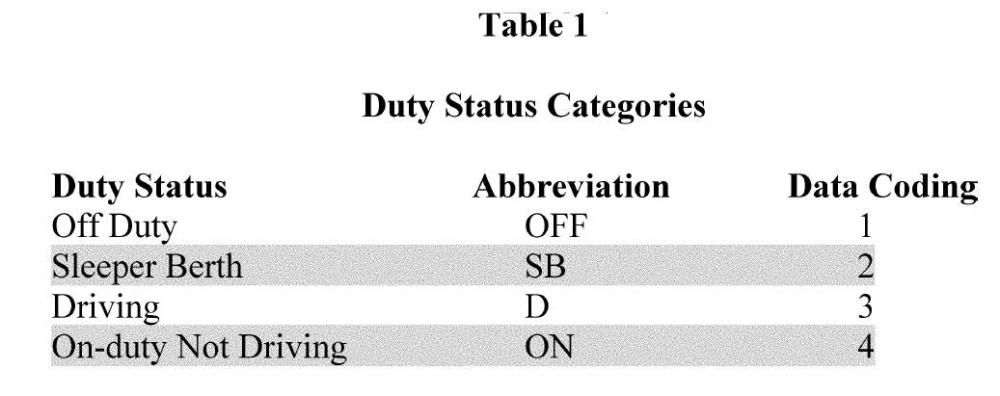 Table 1
Duty Status Categories
Duty Status Abbreviation Data Coding
Off Duty OFF 1
Sleeper Berth SB 2
Driving D 3
On-duty Not Driving ON 4